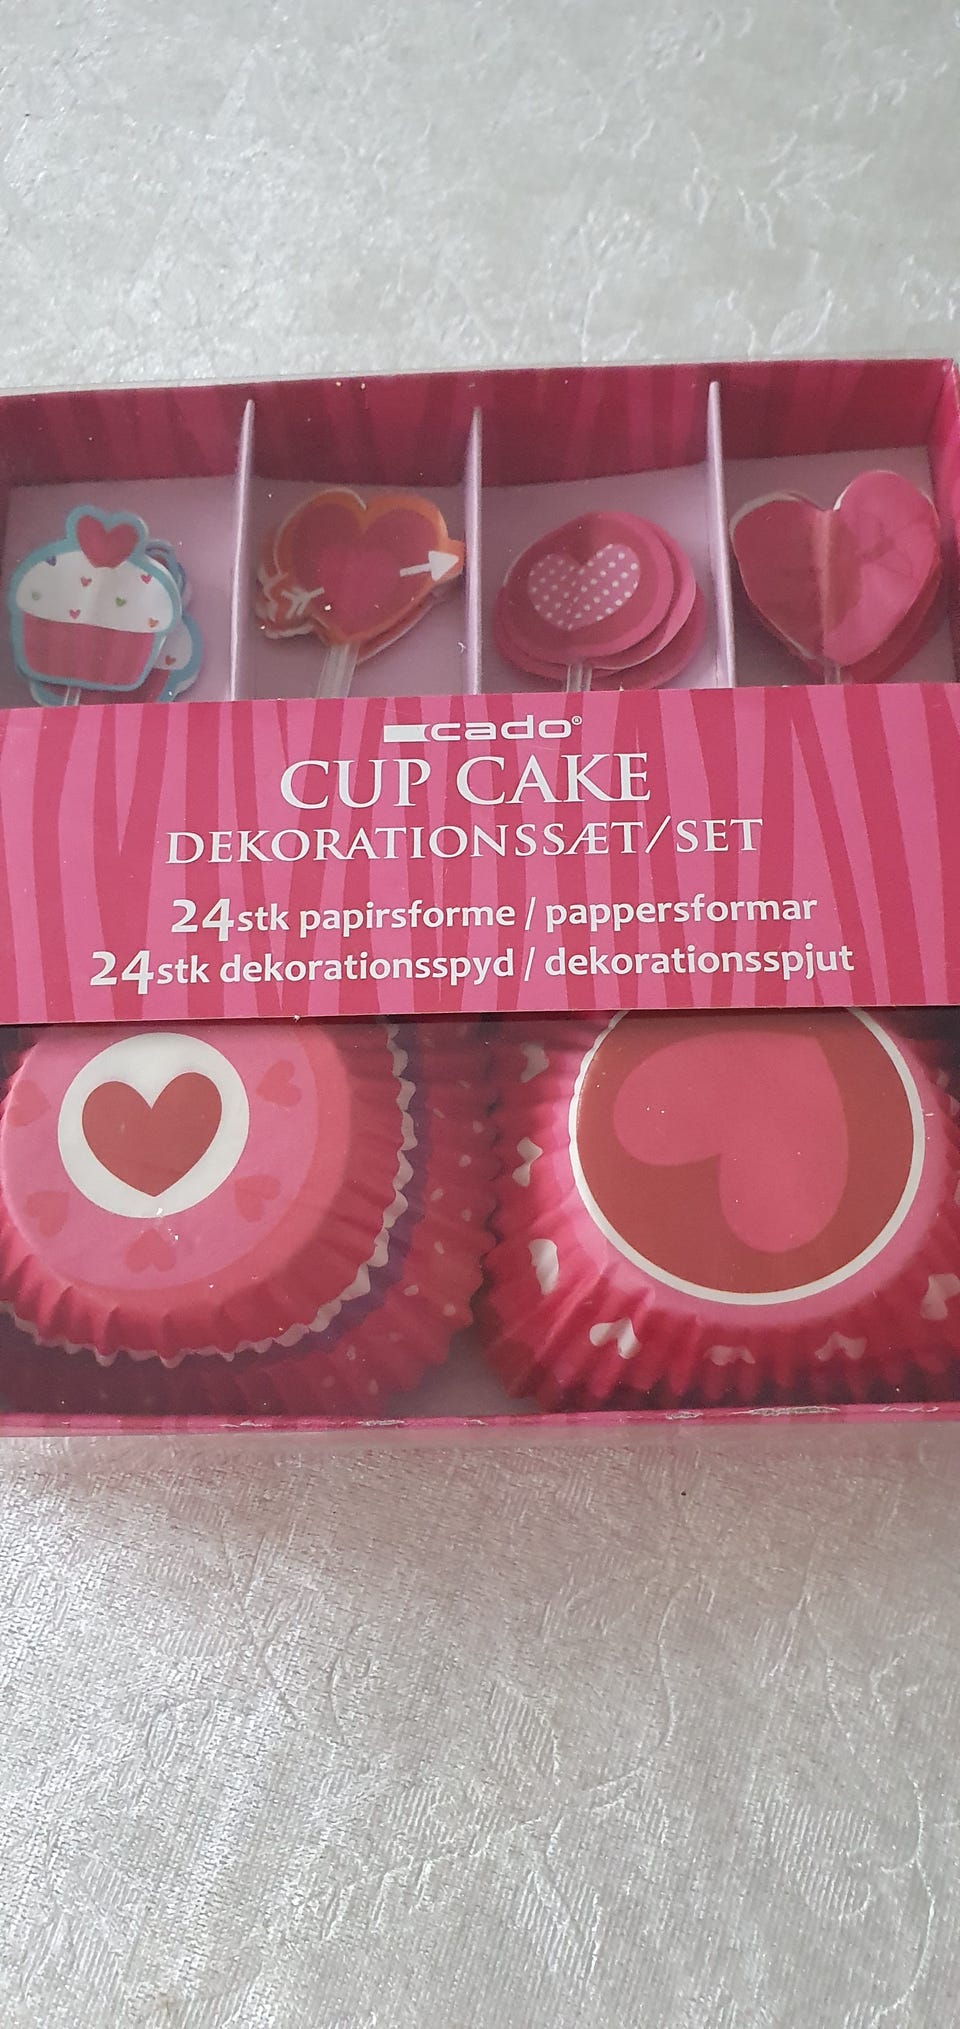 cado®
CUP CAKE
DEKORATIONSSÆT/SET
24stk papirsforme / pappersformar
24stk dekorationsspyd / dekorationsspjut